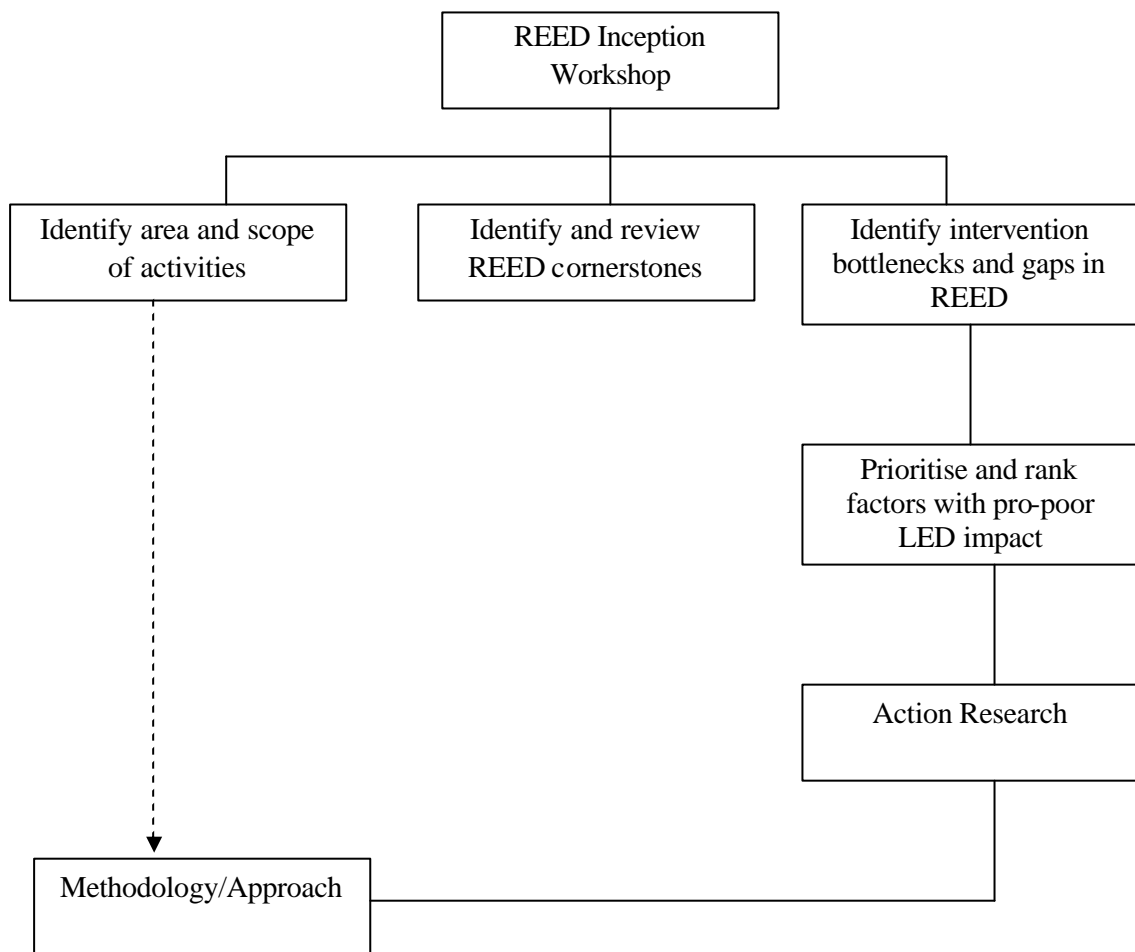 REED Inception
Workshop
Identify area and scope
of activities
Identify and review
REED cornerstones
Identify intervention
bottlenecks and gaps in
REED
Prioritise and rank
factors with pro-poor
LED impact
Action Research
Methodology/Approach